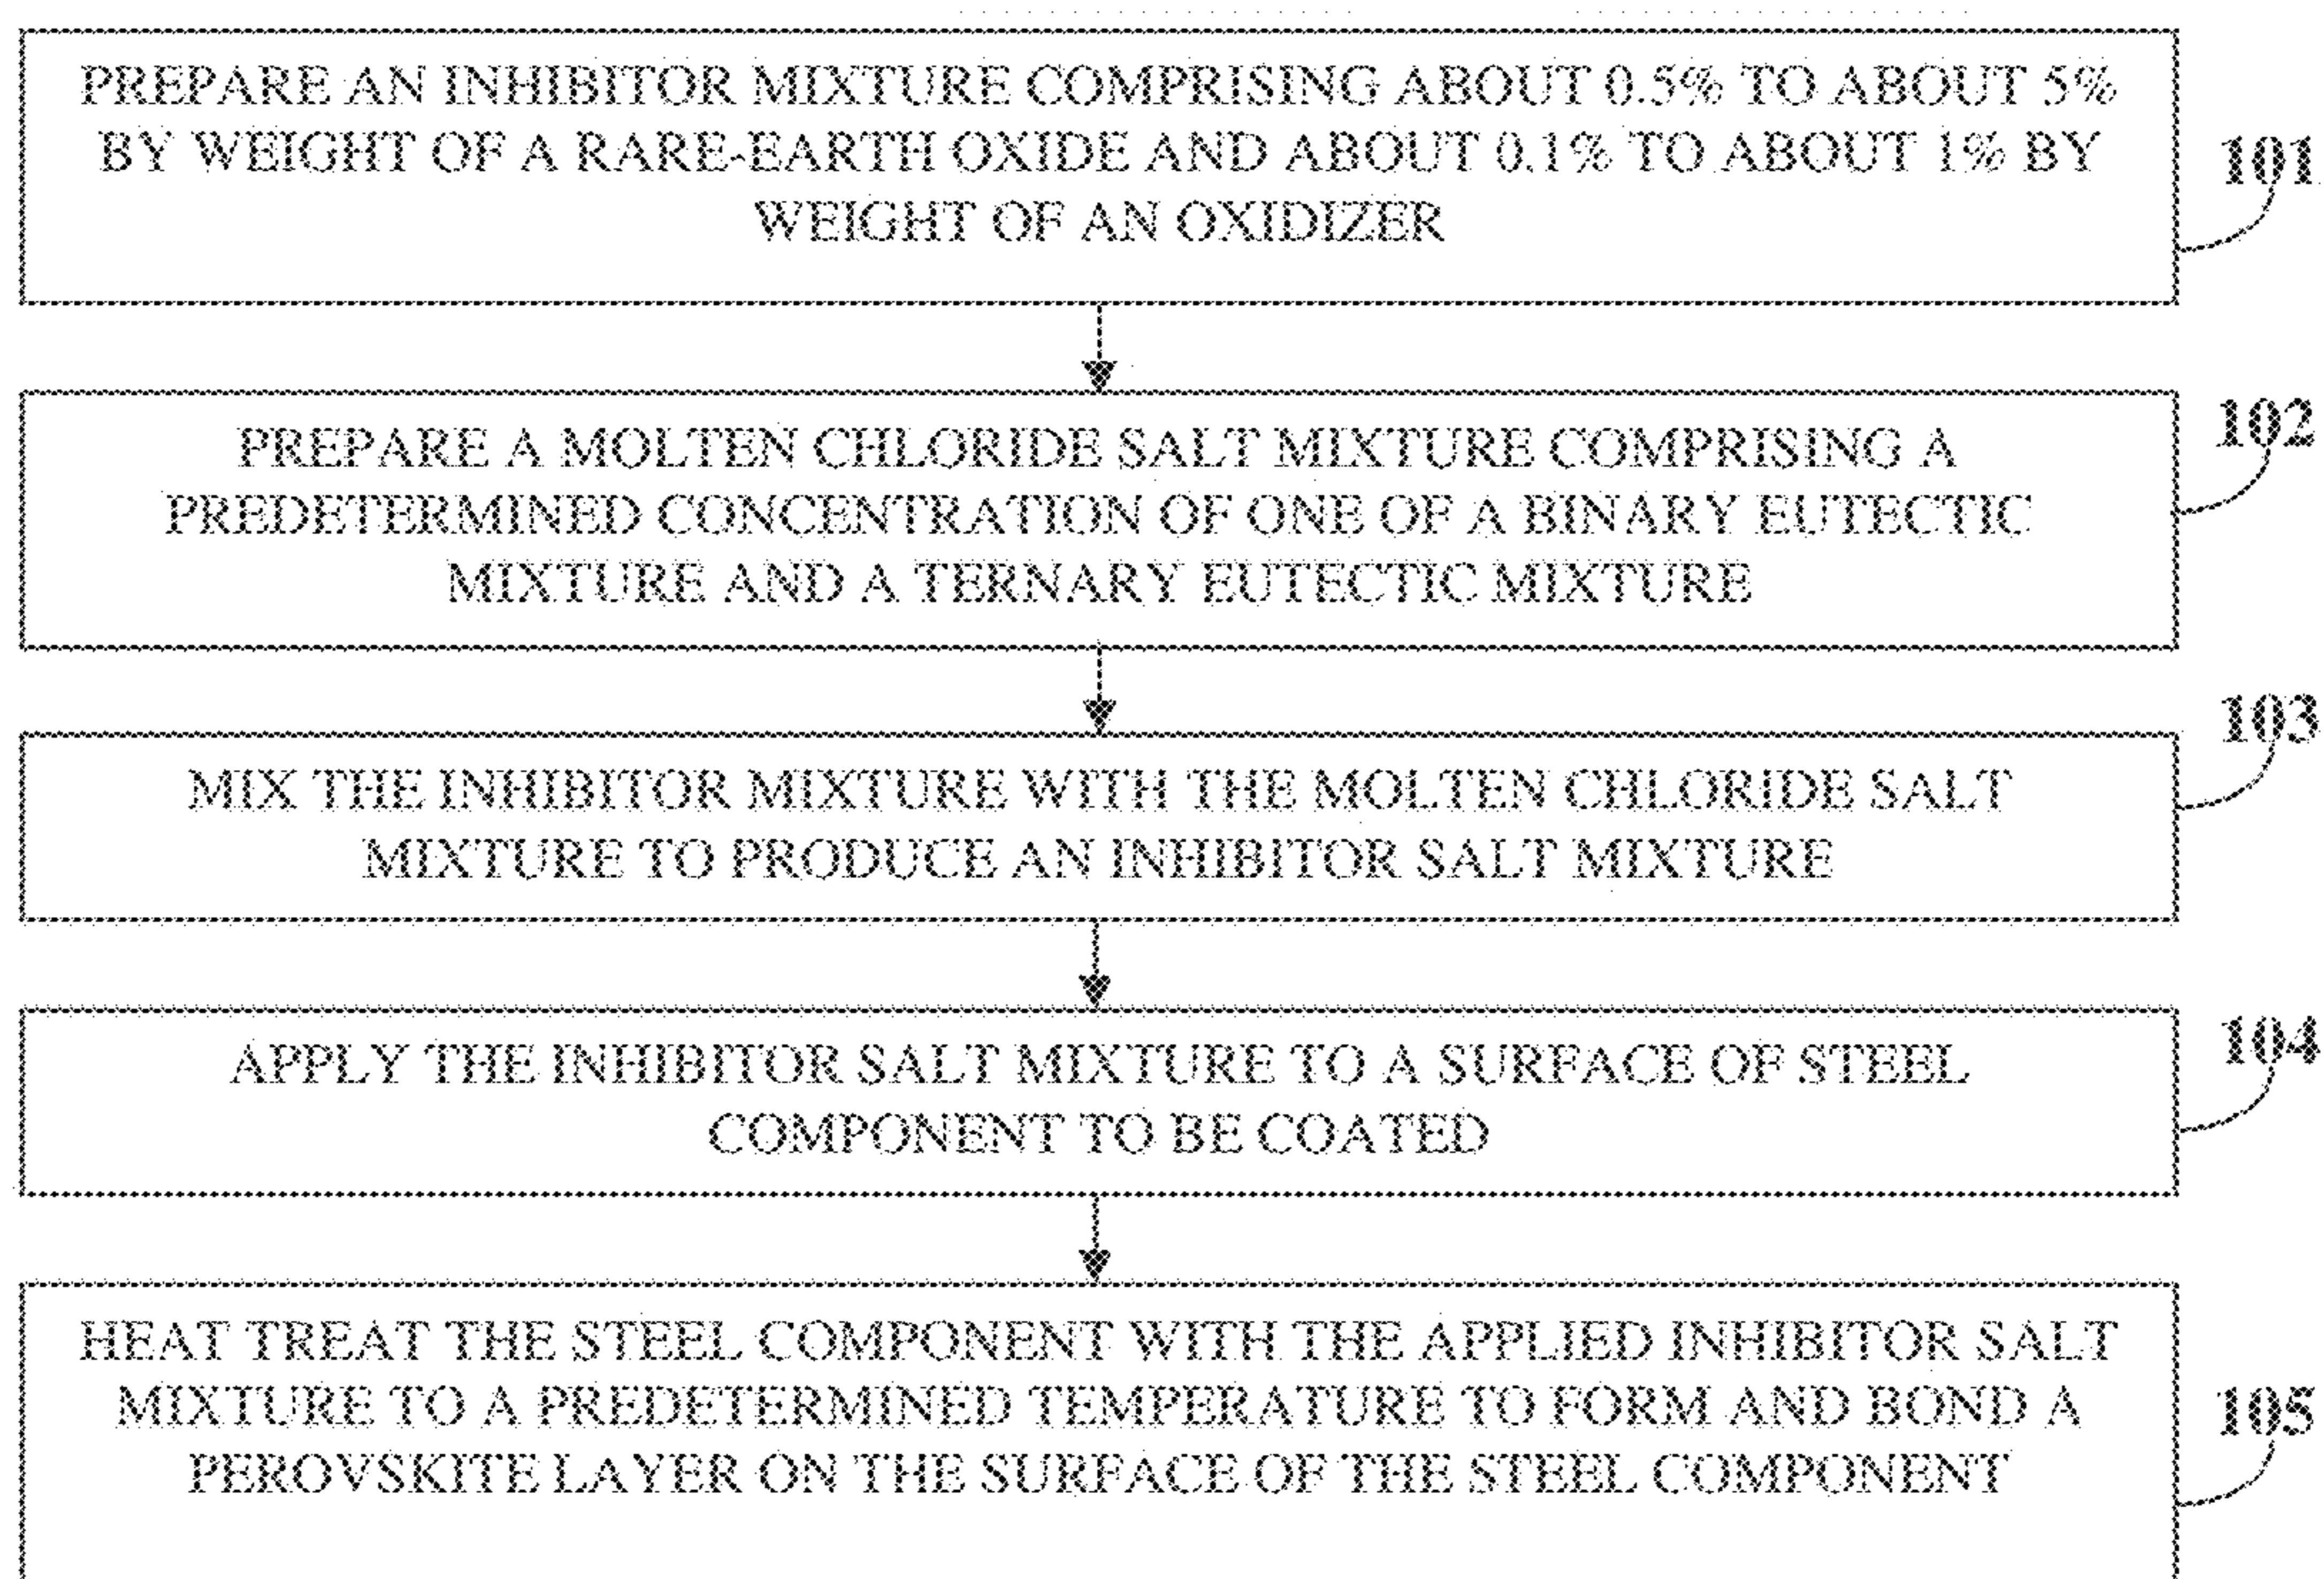 PREPARE AN INHIBITOR MIXTURE COMPRISING ABOUT 0.5% TO ABOUT 5%
BY WEIGHT OF A RARE-EARTH OXIDE AND ABOUT 0.1% TO ABOUT 1% BY
WEIGHT OF AN OXIDIZER
101
PREPARE A MOLTEN CHLORIDE SALT MIXTURE COMPRISING A
PREDETERMINED CONCENTRATION OF ONE OF A BINARY EUTECTIC
MIXTURE AND A TERNARY EUTECTIC MIXTURE
102
MIX THE INHIBITOR MIXTURE WITH THE MOLTEN CHLORIDE SALT
MIXTURE TO PRODUCE AN INHIBITOR SALT MIXTURE
103
APPLY THE INHIBITOR SALT MIXTURE TO A SURFACE OF STEEL
COMPONENT TO BE COATED
104
HEAT TREAT THE STEEL COMPONENT WITH THE APPLIED INHIBITOR SALT
MIXTURE TO A PREDETERMINED TEMPERATURE TO FORM AND BOND A
PEROVSKITE LAYER ON THE SURFACE OF THE STEEL COMPONENT
105